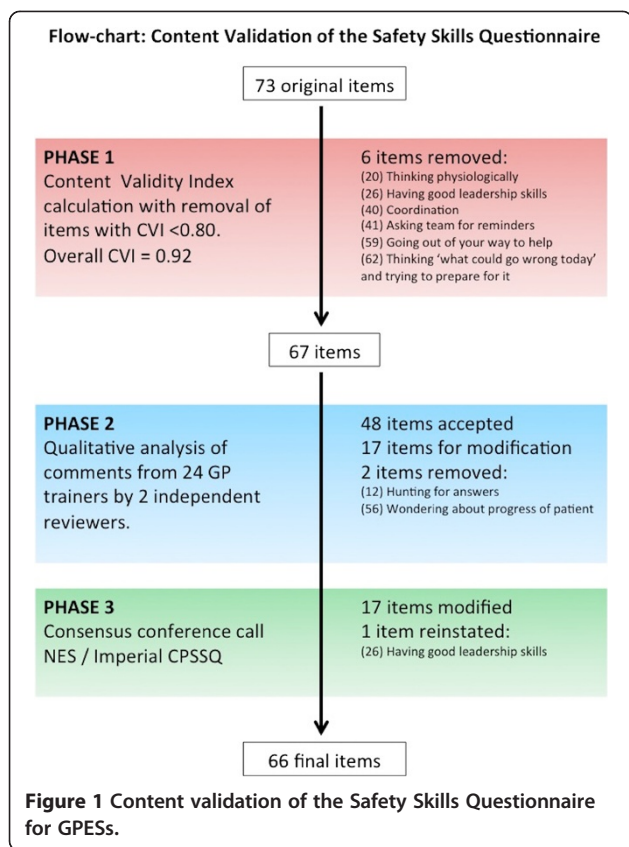 Flow-chart: Content Validation of the Safety Skills Questionnaire
73 original items
PHASE 1
Content Validity Index
calculation with removal of
items with CVI <0.80.
Overall CVI = 0.92
6 items removed:
(20) Thinking physiologically
(26) Having good leadership skills
(40) Coordination
(41) Asking team for reminders
(59) Going out of your way to help
(62) Thinking ‘what could go wrong today’
and trying to prepare for it
67 items
PHASE 2
Qualitative analysis of
comments from 24 GP
trainers by 2 independent
reviewers.
48 items accepted
17 items for modification
2 items removed:
(12) Hunting for answers
(56) Wondering about progress of patient
PHASE 3
Consensus conference call
NES / Imperial CPSSQ
17 items modified
1 item reinstated:
(26) Having good leadership skills
66 final items
Figure 1 Content validation of the Safety Skills Questionnaire
for GPESs.